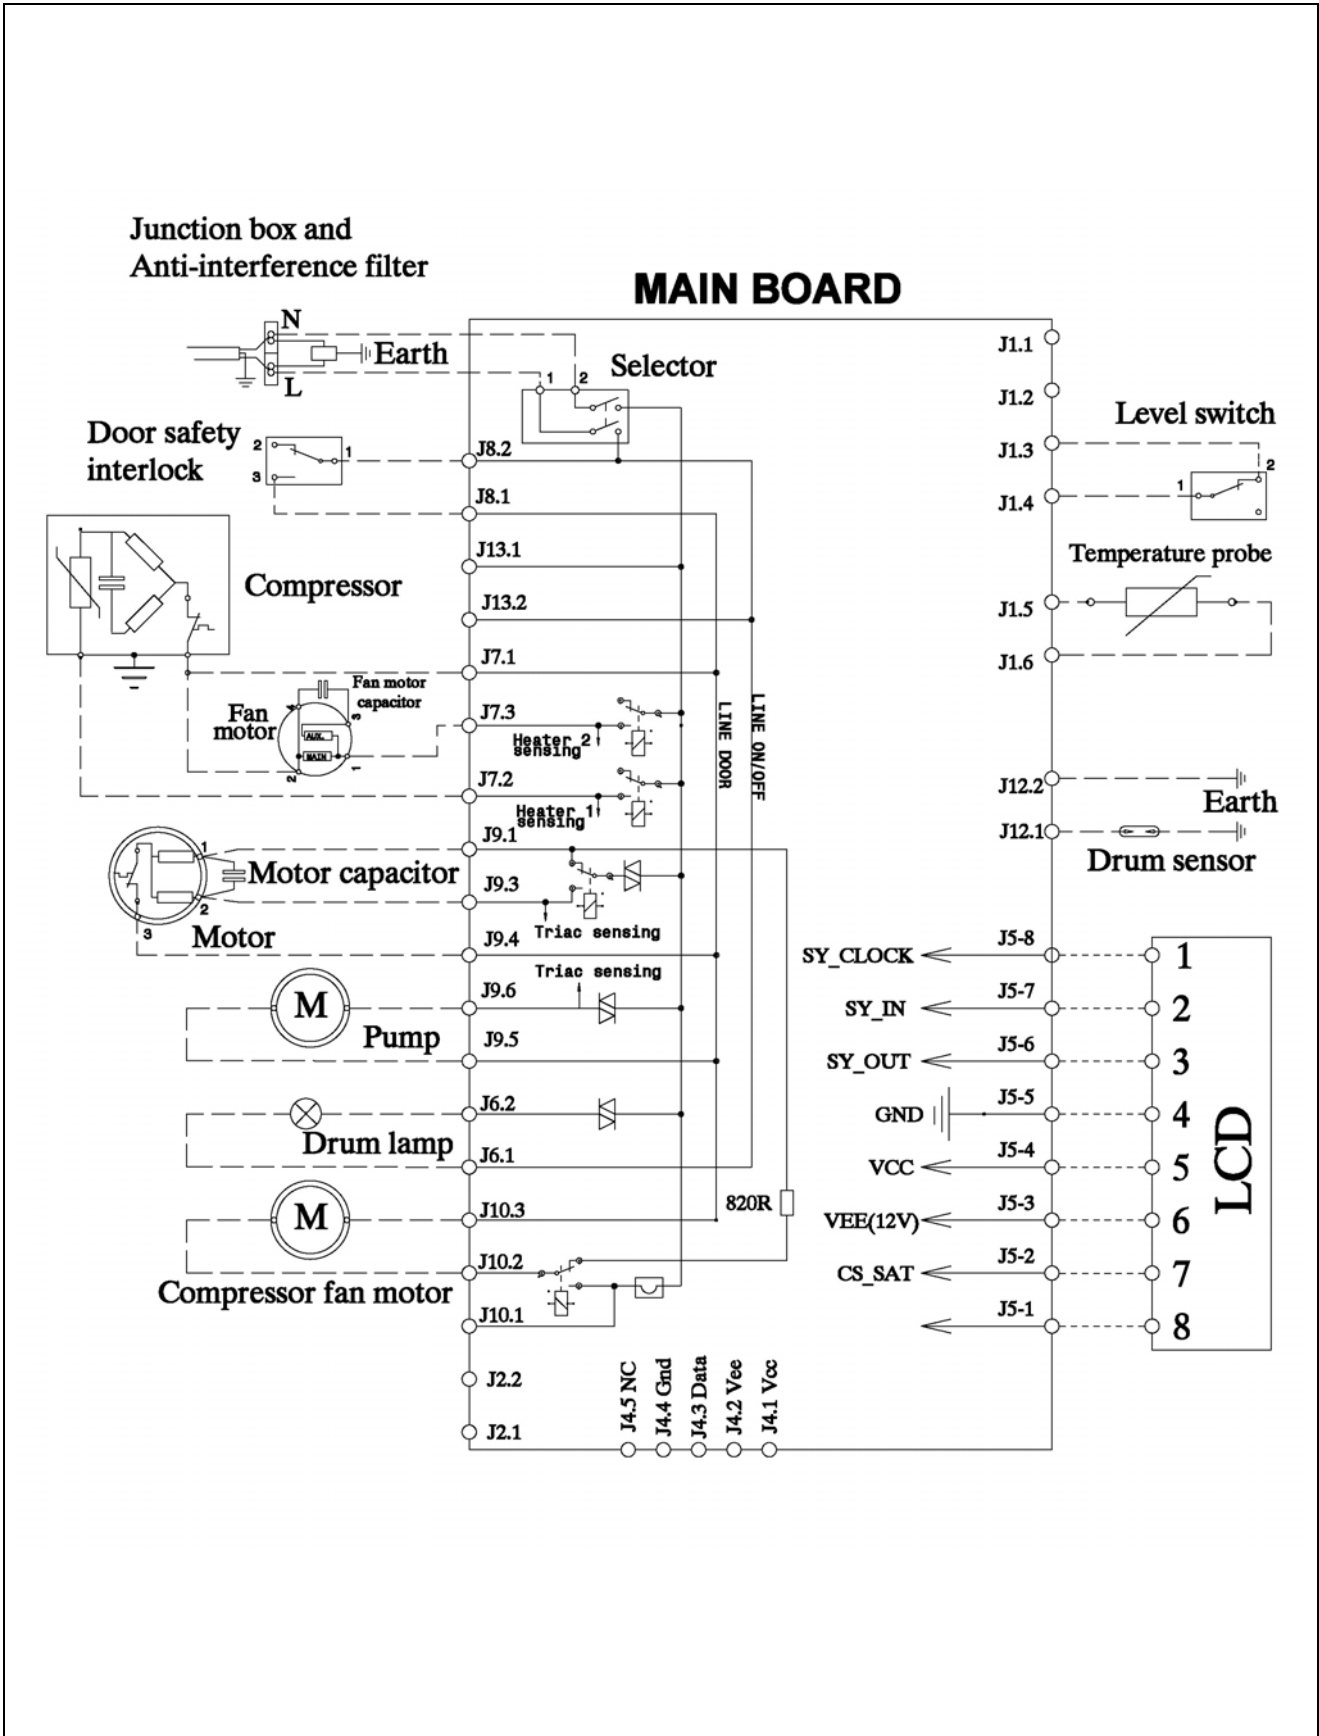 Junction box and
Anti-interference filter
MAIN BOARD
N
Earth
L
1 2
Selector
Door safety
interlock
2
1
3
J8.2
J8.1
J13.1
J13.2
Compressor
J7.1
Fan motor
capacitor
Fan
motor
4
3
AUX.
MAIN
2
1
J7.3
Heater 2
sensing
J7.2
Heater 1
sensing
LINE DOOR
LINE ON/OFF
J9.1
1
Motor capacitor
2
3
Motor
J9.3
Triac sensing
J9.4
Triac sensing
J9.6
M
Pump
J9.5
J6.2
Drum lamp
J6.1
820R
M
J10.3
J10.2
Compressor fan motor
J10.1
J2.2
J2.1
J4.5 NC
J4.4 Gnd
J4.3 Data
J4.2 Vee
J4.1 Vcc
J1.1
J1.2
Level switch
J1.3
2
1
J1.4
Temperature probe
J1.5
J1.6
J12.2
Earth
J12.1
Drum sensor
SY_CLOCK
J5-8
1
SY_IN
J5-7
2
SY_OUT
J5-6
3
GND
J5-5
4
VCC
J5-4
5
VEE(12V)
J5-3
6
CS_SAT
J5-2
7
J5-1
8
LCD